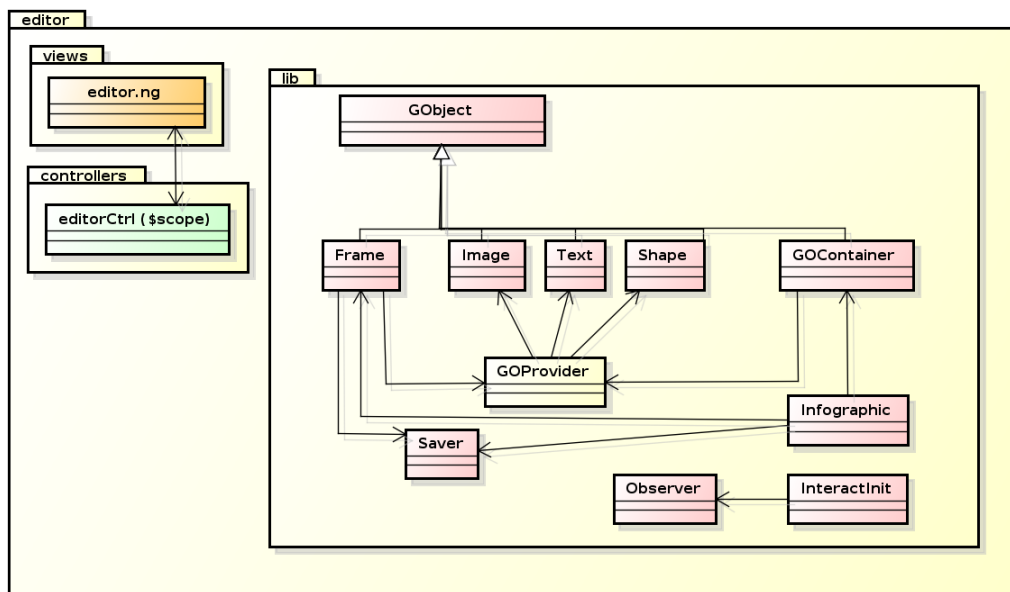 editor
views
editor.ng
controllers
editorCtrl ($scope)
lib
GObject
Frame
Image
Text
Shape
GOContainer
GOProvider
Infographic
Saver
Observer
InteractInit